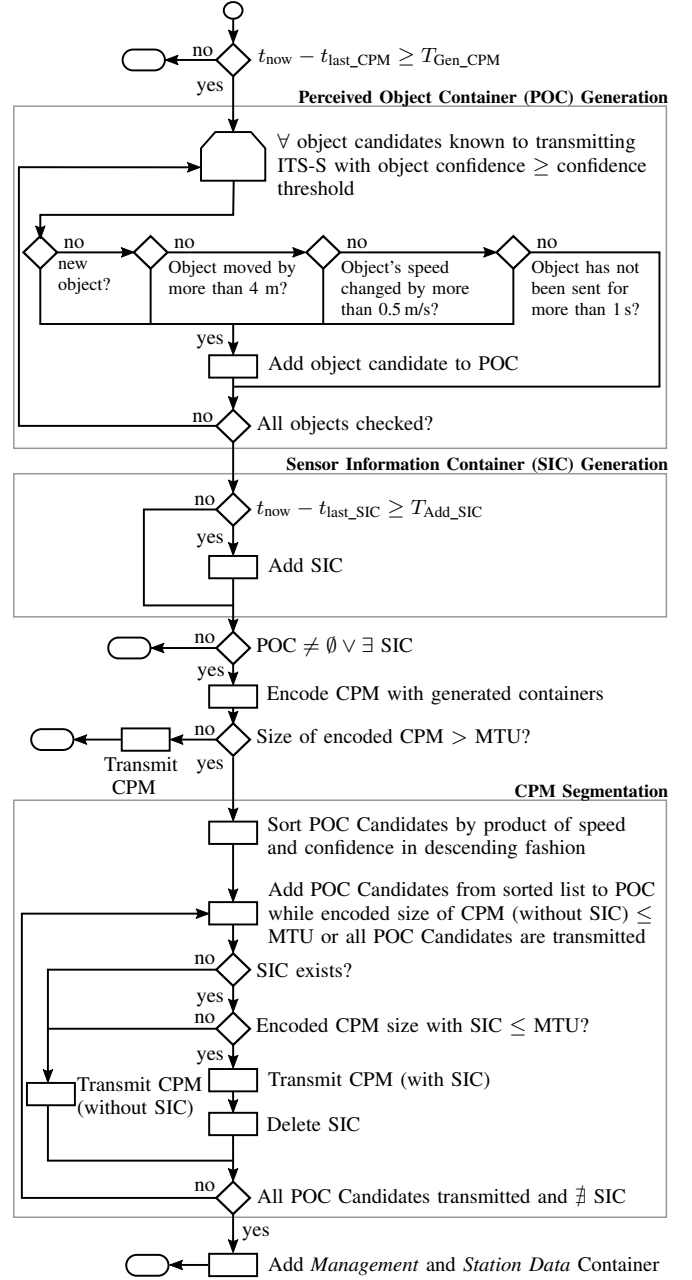 no
t_now − t_last_CPM ≥ T_Gen_CPM
yes
Perceived Object Container (POC) Generation
∀ object candidates known to transmitting
ITS-S with object confidence ≥ confidence
threshold
no
no
no
no
new
object?
Object moved by
more than 4 m?
Object's speed
changed by more
than 0.5 m/s?
Object has not
been sent for
more than 1 s?
yes
Add object candidate to POC
no
All objects checked?
Sensor Information Container (SIC) Generation
no
t_now − t_last_SIC ≥ T_Add_SIC
yes
Add SIC
no
POC ≠ ∅ ∨ ∃ SIC
yes
Encode CPM with generated containers
no
Size of encoded CPM > MTU?
Transmit
CPM
yes
CPM Segmentation
Sort POC Candidates by product of speed
and confidence in descending fashion
Add POC Candidates from sorted list to POC
while encoded size of CPM (without SIC) ≤
MTU or all POC Candidates are transmitted
no
SIC exists?
yes
no
Encoded CPM size with SIC ≤ MTU?
yes
Transmit CPM
(without SIC)
Transmit CPM (with SIC)
Delete SIC
no
All POC Candidates transmitted and ∄ SIC
yes
Add Management and Station Data Container